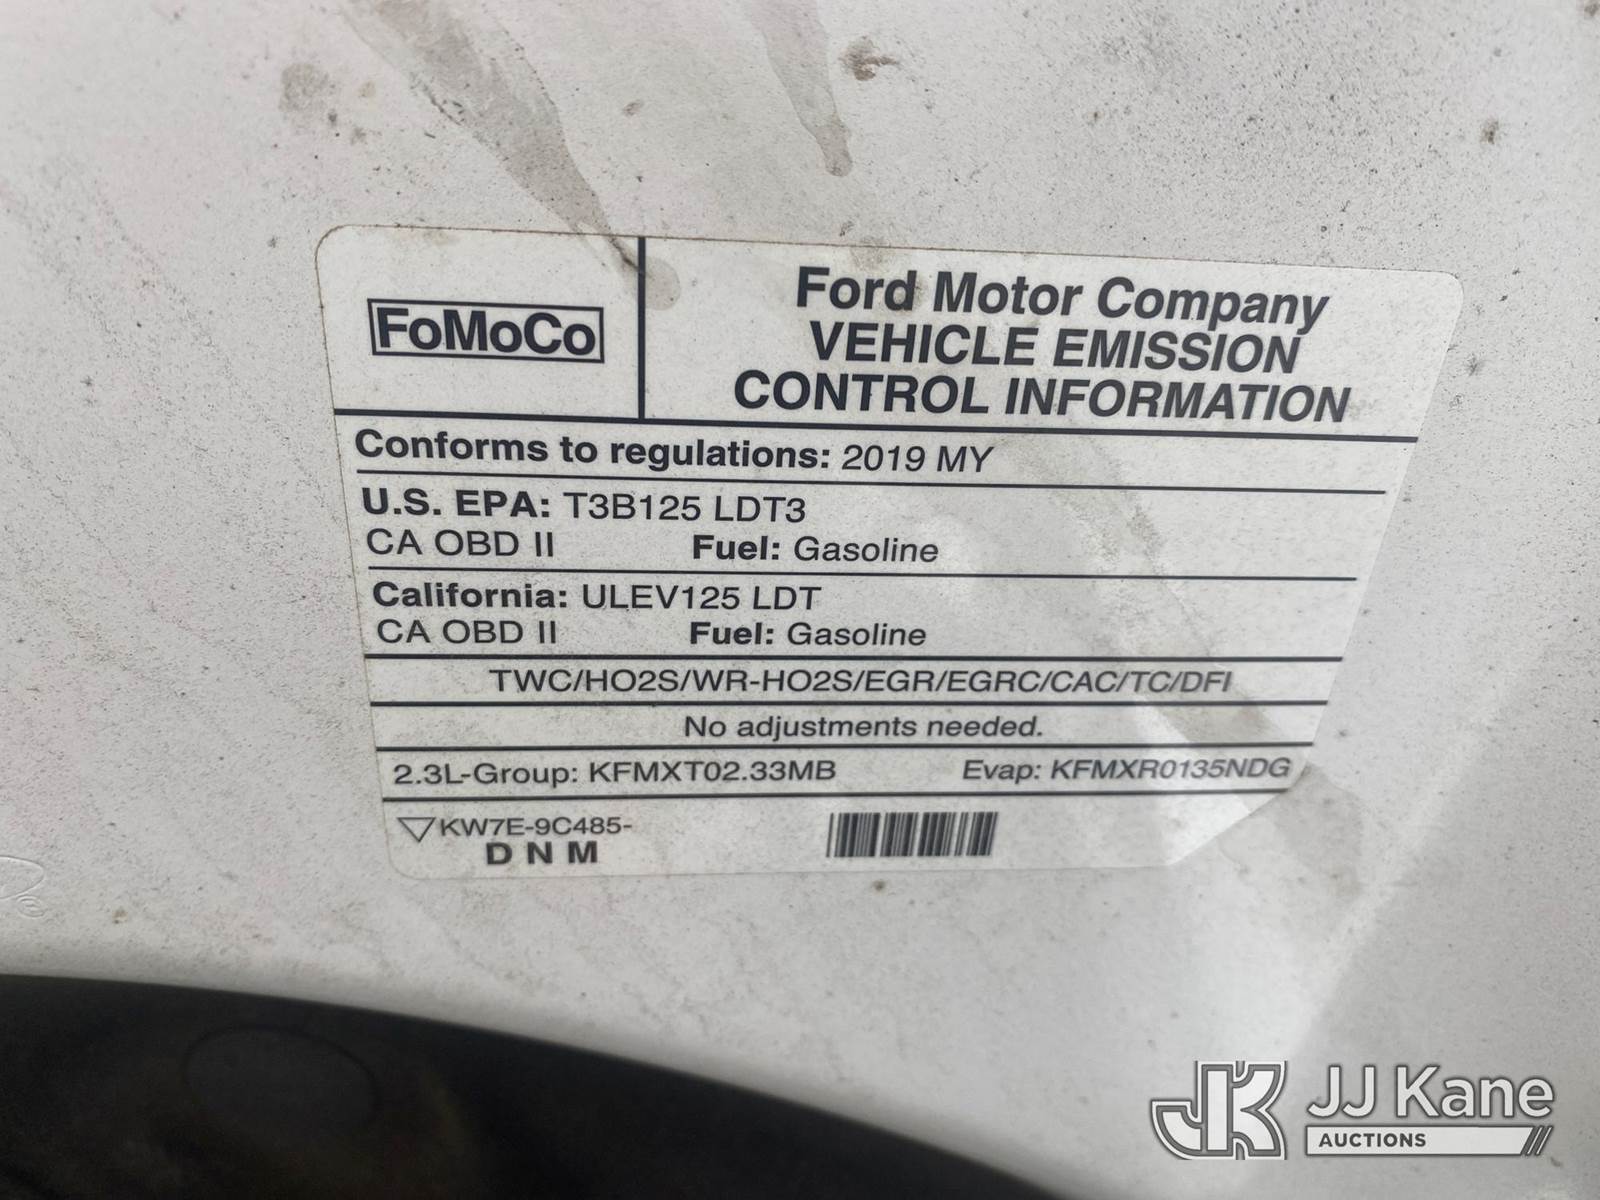 FoMoCo
Ford Motor Company
VEHICLE EMISSION
CONTROL INFORMATION
Conforms to regulations: 2019 MY
U.S. EPA: T3B125 LDT3
CA OBD II Fuel: Gasoline
California: ULEV125 LDT
CA OBD II Fuel: Gasoline
TWC/HO2S/WR-HO2S/EGR/EGRC/CAC/TC/DFI
No adjustments needed.
2.3L-Group: KFMXT02.33MB Evap: KFMXR0135NDG
KW7E-9C485-
D N M
JK JJ Kane
AUCTIONS